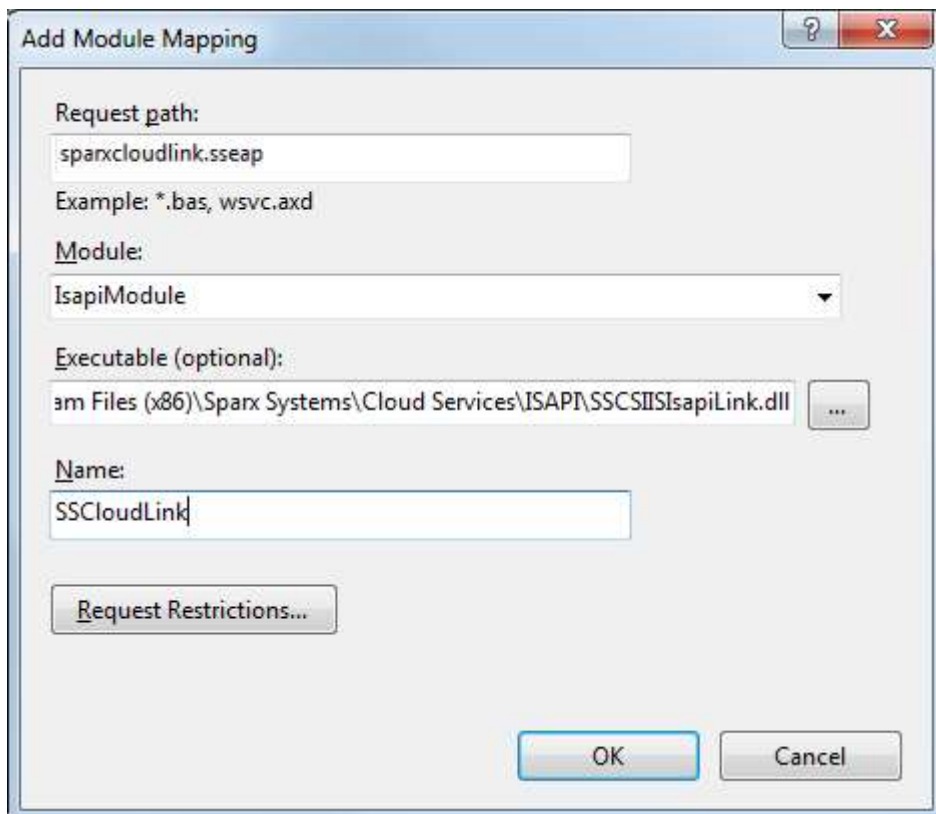 Add Module Mapping
Request path:
sparxcloudlink.sseap
Example: *.bas, wsvc.axd
Module:
IsapiModule
Executable (optional):
am Files (x86)\Sparx Systems\Cloud Services\ISAPI\SSCSIISIsapiLink.dll
...
Name:
SSCloudLink
Request Restrictions...
OK Cancel